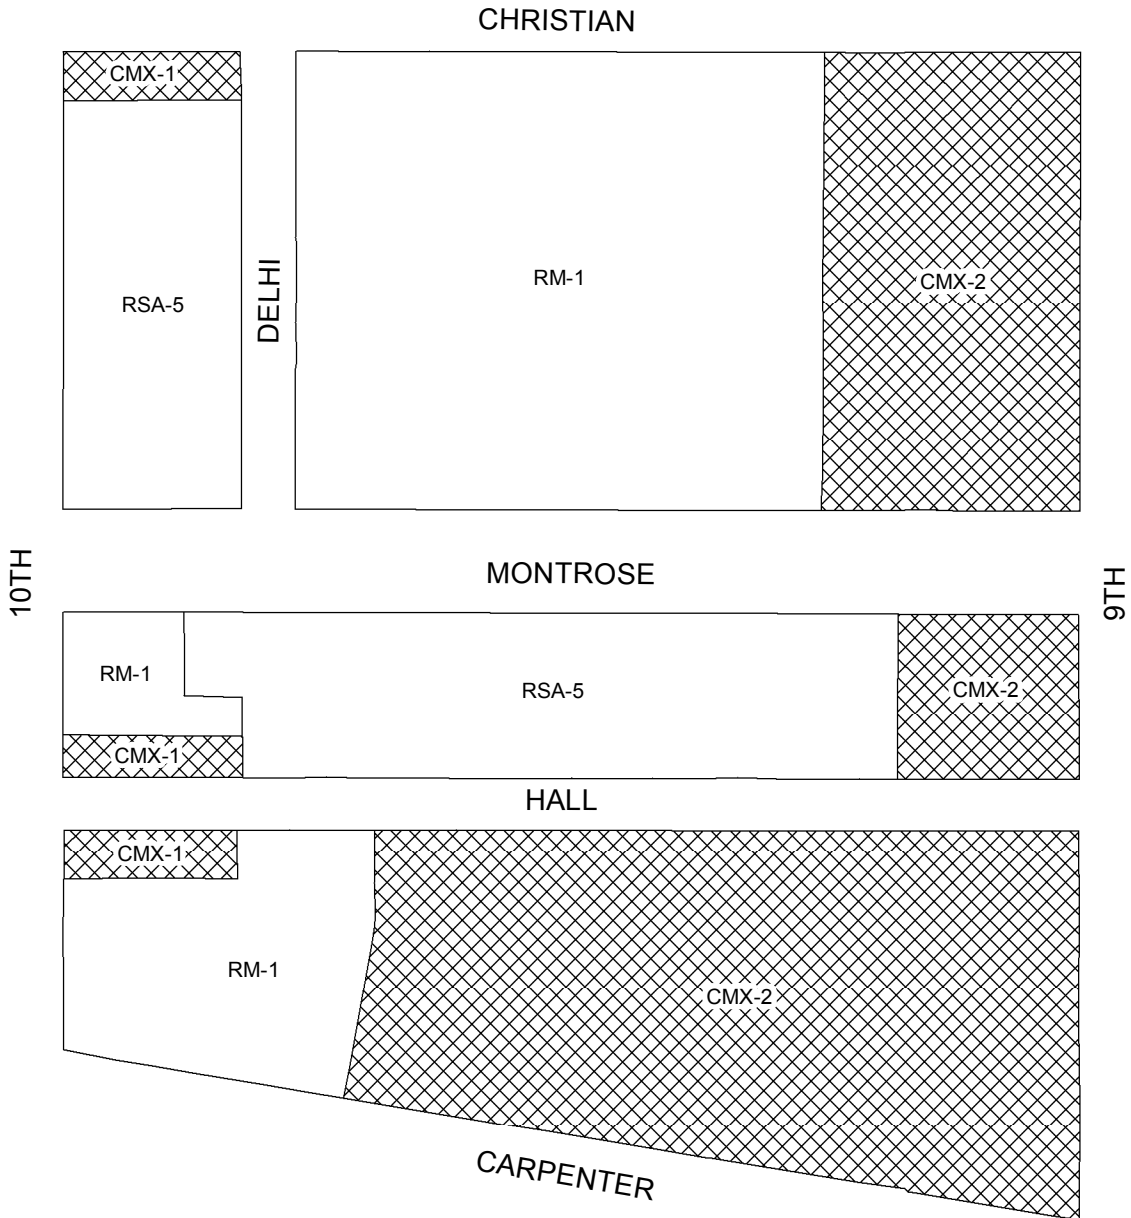 CHRISTIAN
CMX-1
RSA-5
DELHI
RM-1
CMX-2
10TH
MONTROSE
9TH
RM-1
RSA-5
CMX-2
CMX-1
HALL
CMX-1
RM-1
CMX-2
CARPENTER